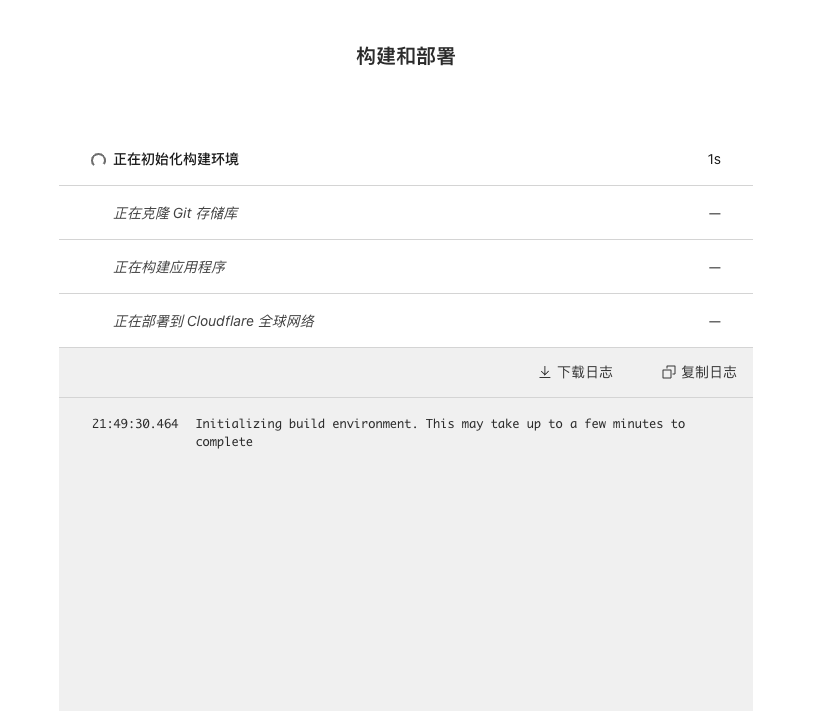 构建和部署
正在初始化构建环境 1s
正在克隆 Git 存储库 —
正在构建应用程序 —
正在部署到 Cloudflare 全球网络 —
下载日志 复制日志
21:49:30.464 Initializing build environment. This may take up to a few minutes to
complete